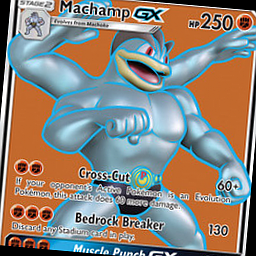 STAGE 2
Machamp GX
HP 250
Evolves from Machoke
Cross-Cut GX
60+
If your opponent's Active Pokémon is an Evolution
Pokémon, this attack does 60 more damage.
Bedrock Breaker
130
Discard any Stadium card in play.
Muscle Punch GX